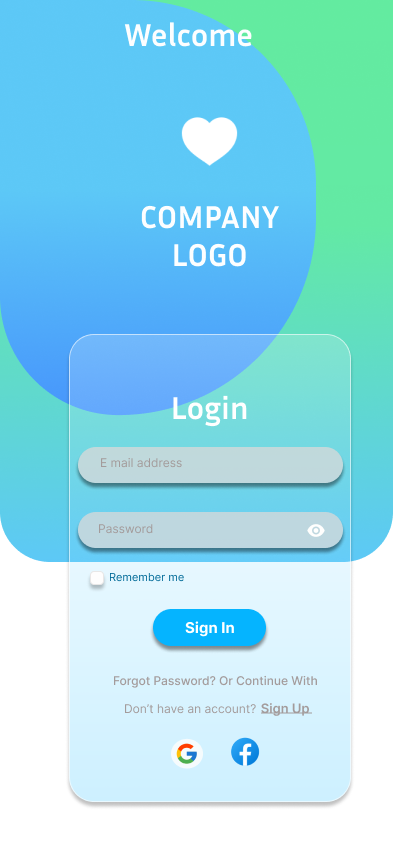 Welcome
COMPANY
LOGO
Login
E mail address
Password
Remember me
Sign In
Forgot Password? Or Continue With
Don't have an account? Sign Up